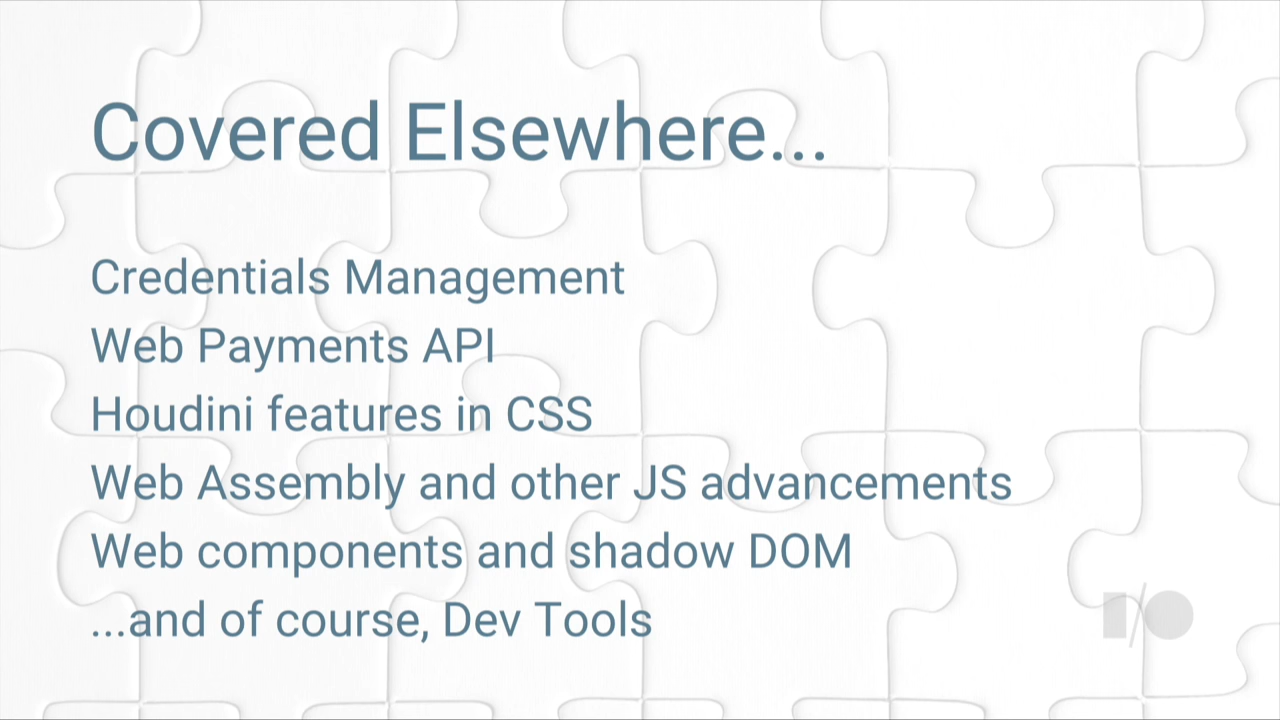 Covered Elsewhere...
Credentials Management
Web Payments API
Houdini features in CSS
Web Assembly and other JS advancements
Web components and shadow DOM
...and of course, Dev Tools
I/O